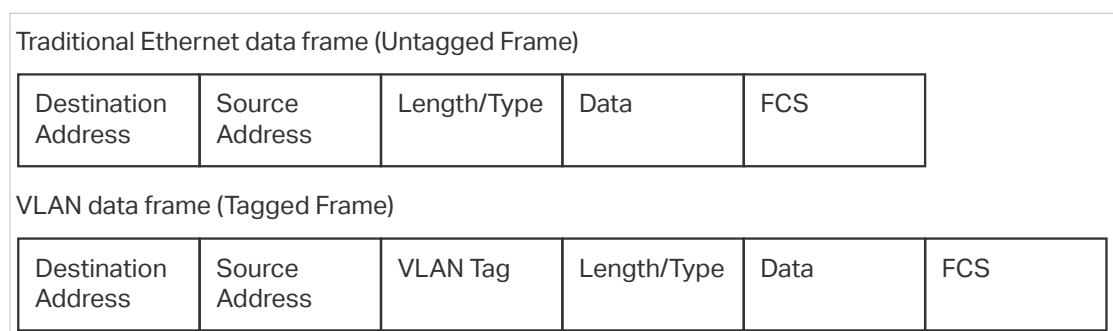 Traditional Ethernet data frame (Untagged Frame)
Destination Address
Source Address
Length/Type
Data
FCS
VLAN data frame (Tagged Frame)
Destination Address
Source Address
VLAN Tag
Length/Type
Data
FCS